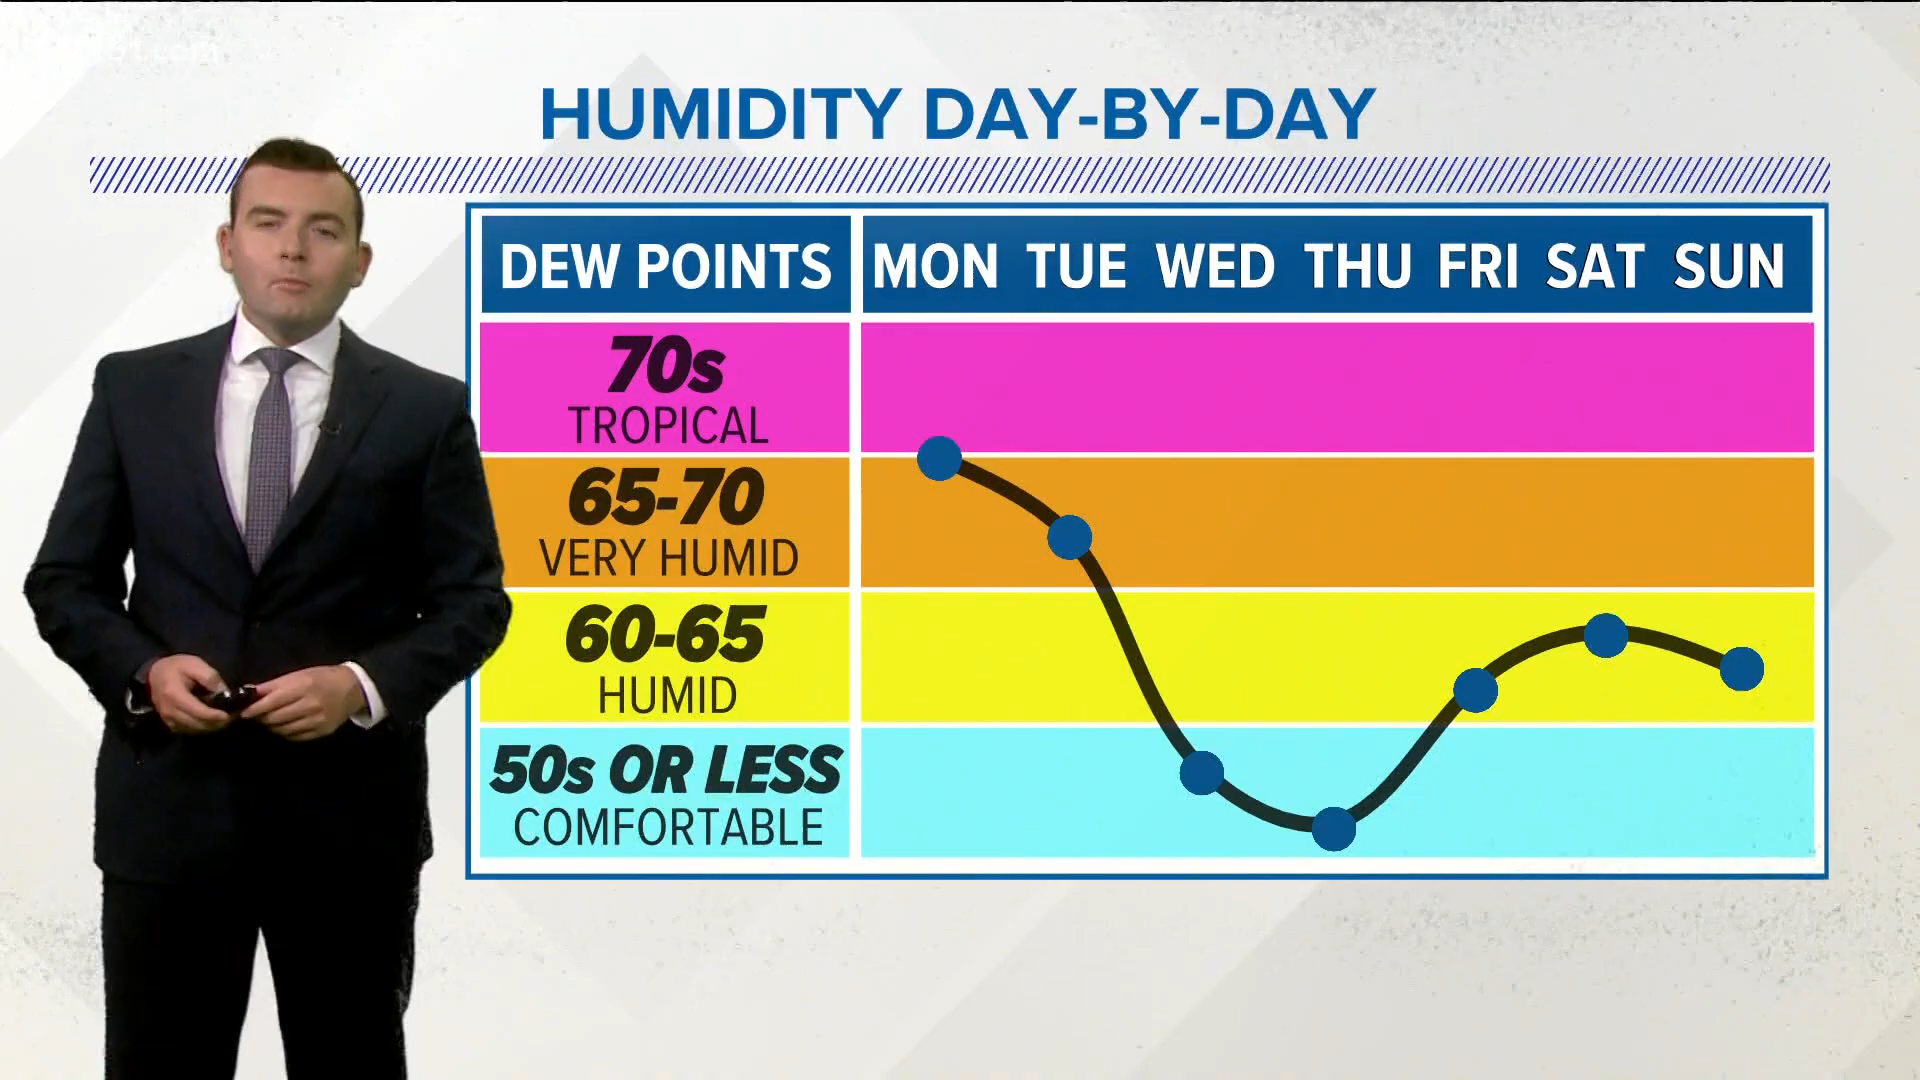 HUMIDITY DAY-BY-DAY
DEW POINTS MON TUE WED THU FRI SAT SUN
70s
TROPICAL
65-70
VERY HUMID
60-65
HUMID
50s OR LESS
COMFORTABLE